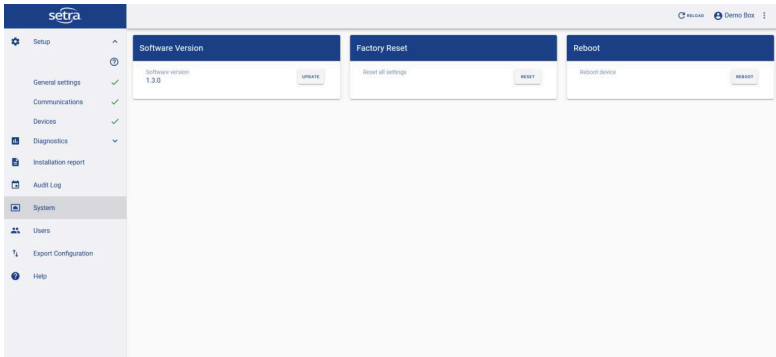 setra
RELOAD Demo Box
Setup
General settings
Communications
Devices
Diagnostics
Installation report
Audit Log
System
Users
Export Configuration
Help
Software Version
Software version
1.3.0
UPDATE
Factory Reset
Reset all settings
RESET
Reboot
Reboot device
REBOOT